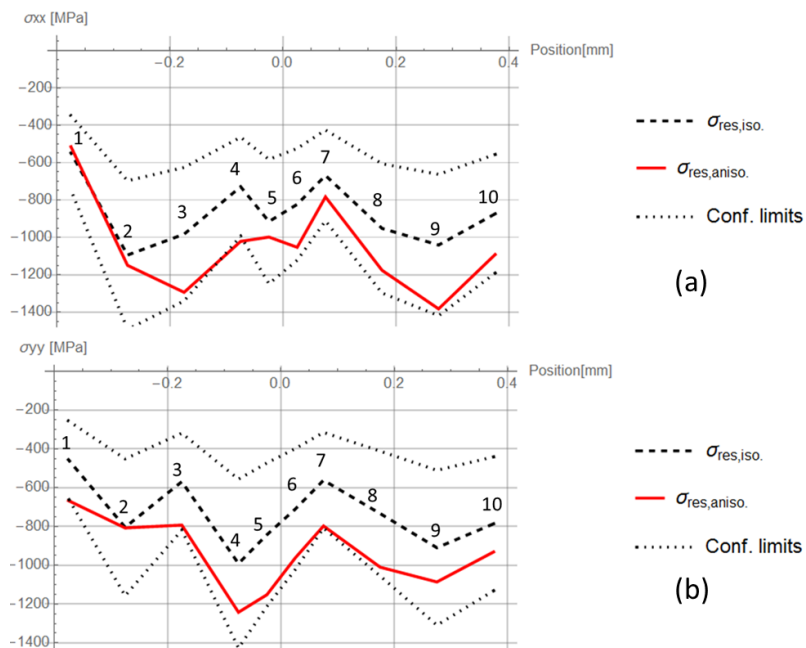 σxx [MPa]
Position[mm]
−0.2 0.0 0.2 0.4
−200
−400
−600
−800
−1000
−1200
−1400
1 2 3 4 5 6 7 8 9 10
σres,iso.
σres,aniso.
Conf. limits
(a)
σyy [MPa]
Position[mm]
−0.2 0.0 0.2 0.4
−200
−400
−600
−800
−1000
−1200
−1400
1 2 3 4 5 6 7 8 9 10
σres,iso.
σres,aniso.
Conf. limits
(b)